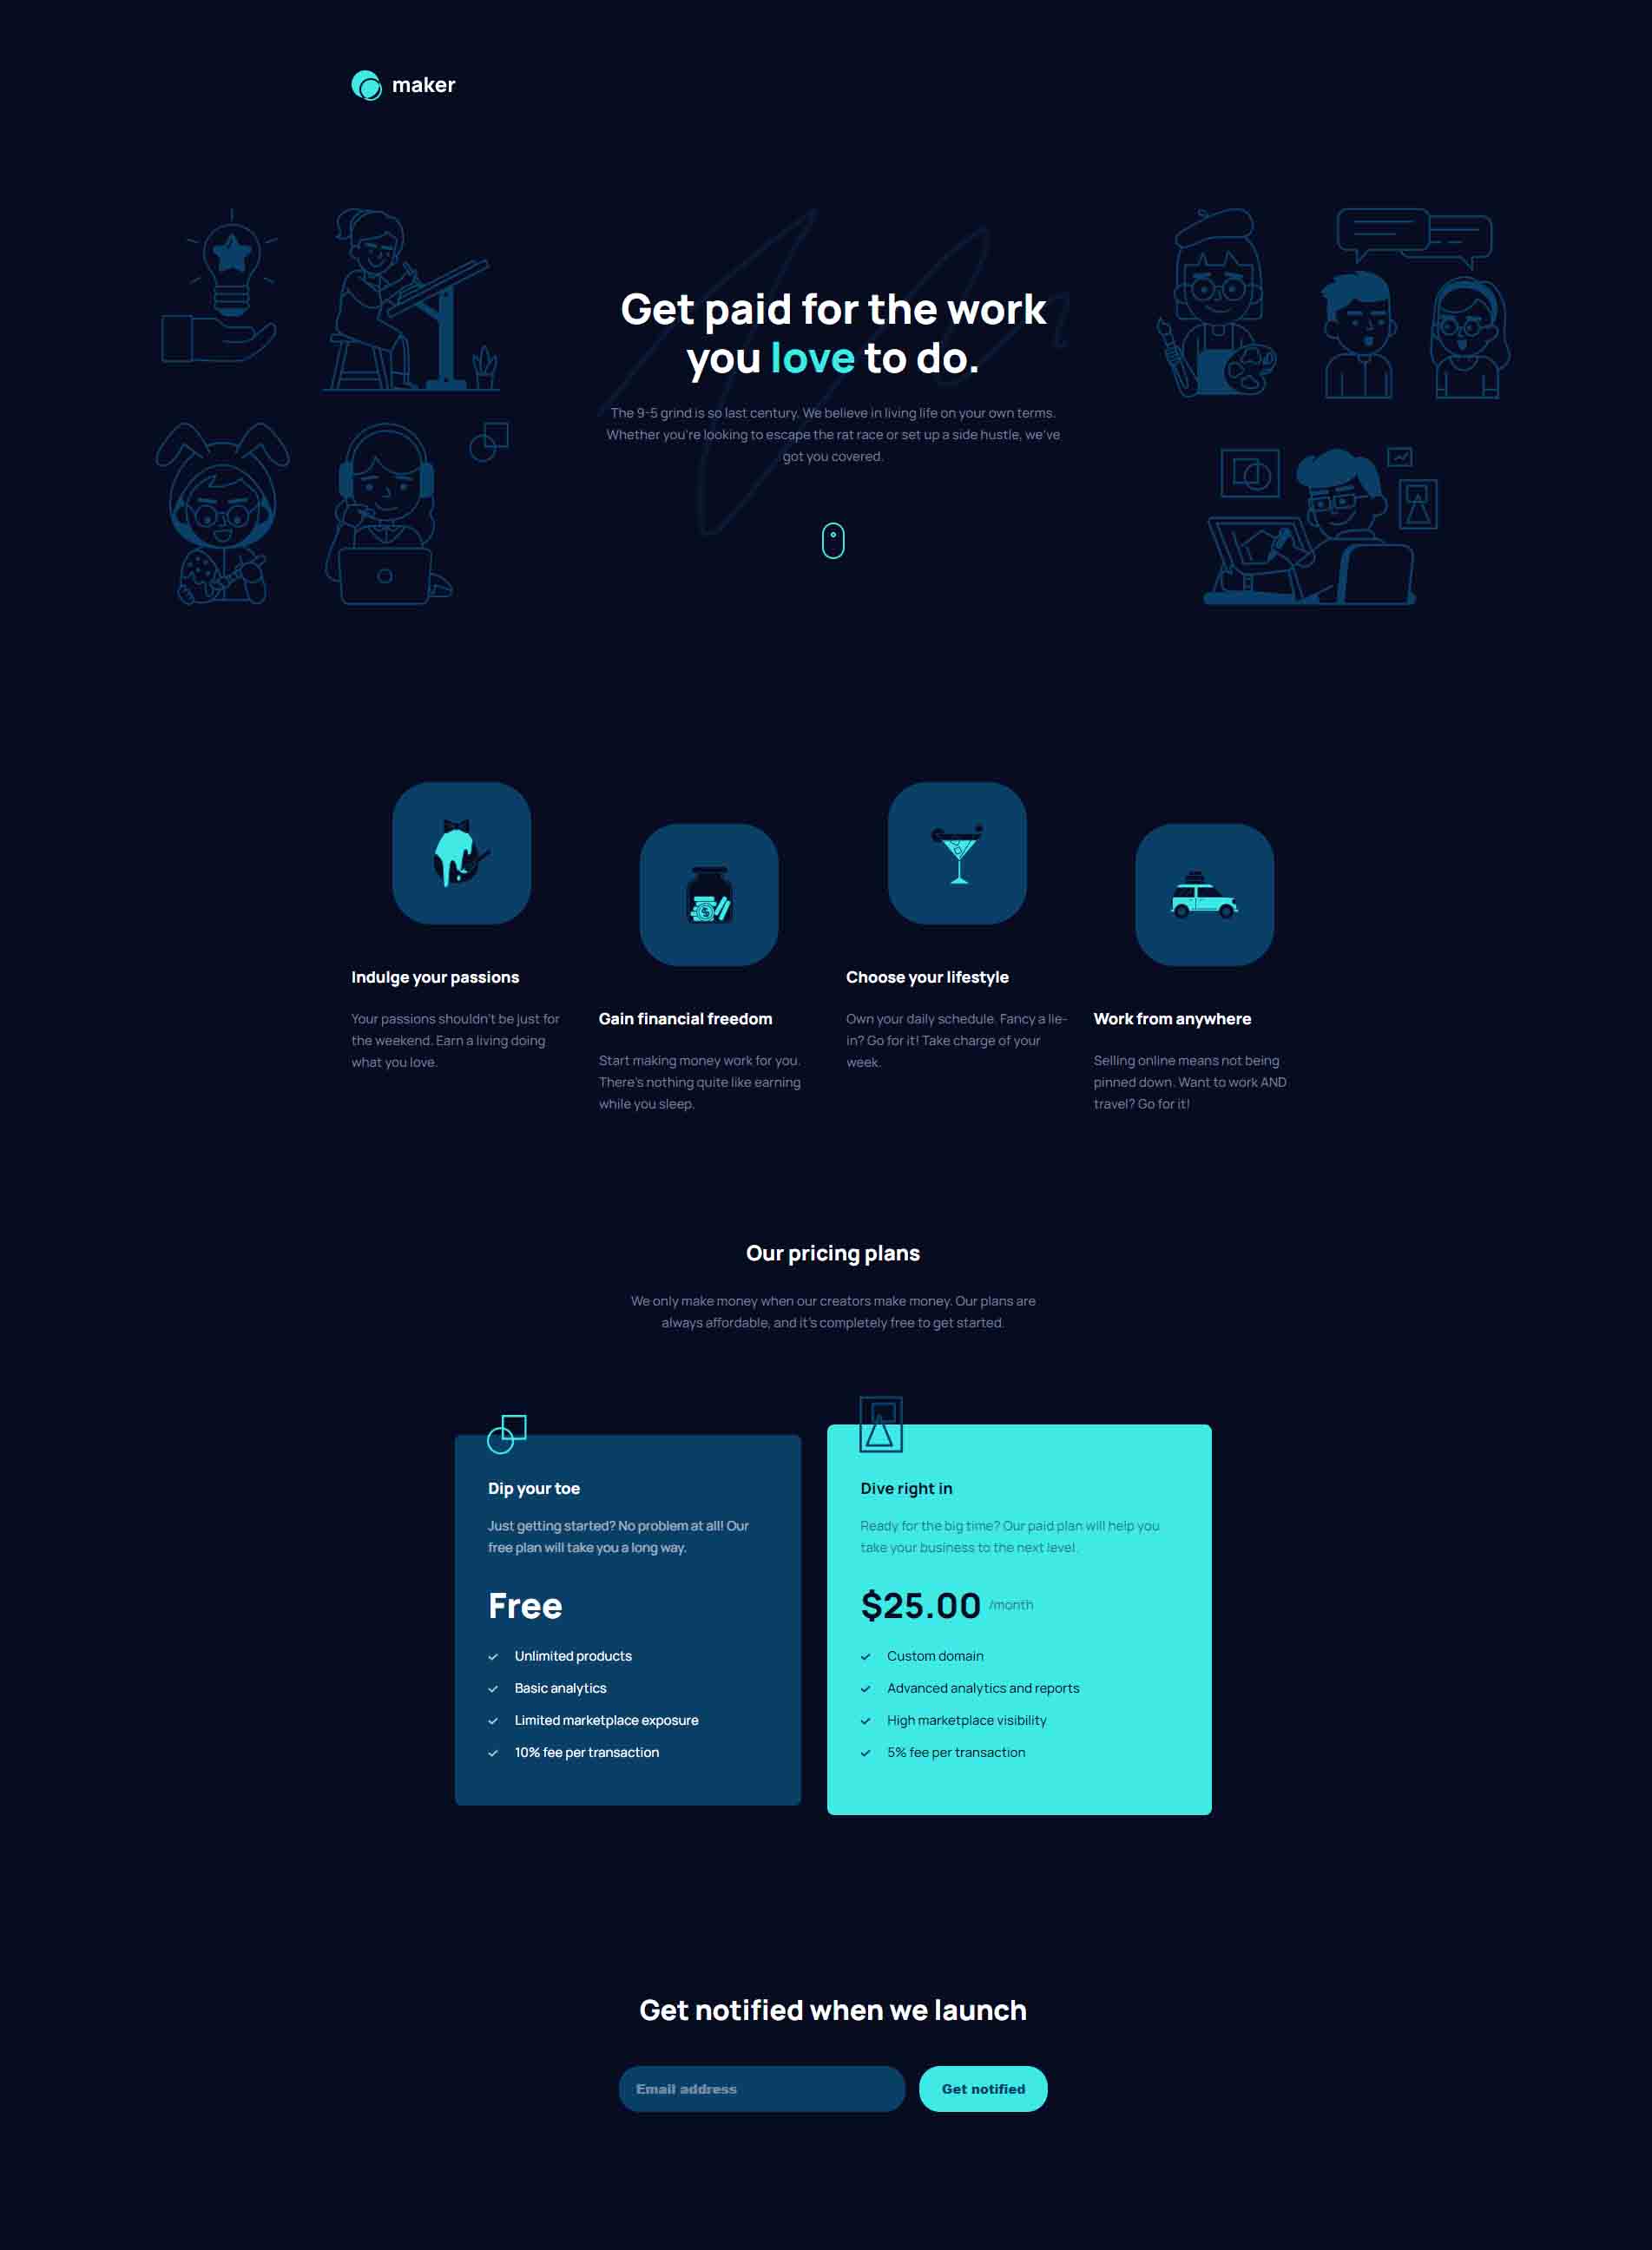 maker
Get paid for the work
you love to do.
The 9-5 grind is so last century. We believe in living life on your own terms.
Whether you're looking to escape the rat race or set up a side hustle, we've
got you covered.
Indulge your passions
Your passions shouldn't be just for
the weekend. Earn a living doing
what you love.
Gain financial freedom
Start making money work for you.
There's nothing quite like earning
while you sleep.
Choose your lifestyle
Own your daily schedule. Fancy a lie-
in? Go for it! Take charge of your
week.
Work from anywhere
Selling online means not being
pinned down. Want to work AND
travel? Go for it!
Our pricing plans
We only make money when our creators make money. Our plans are
always affordable, and it's completely free to get started.
Dip your toe
Just getting started? No problem at all! Our
free plan will take you a long way.
Free
Unlimited products
Basic analytics
Limited marketplace exposure
10% fee per transaction
Dive right in
Ready for the big time? Our paid plan will help you
take your business to the next level.
$25.00 /month
Custom domain
Advanced analytics and reports
High marketplace visibility
5% fee per transaction
Get notified when we launch
Email address
Get notified